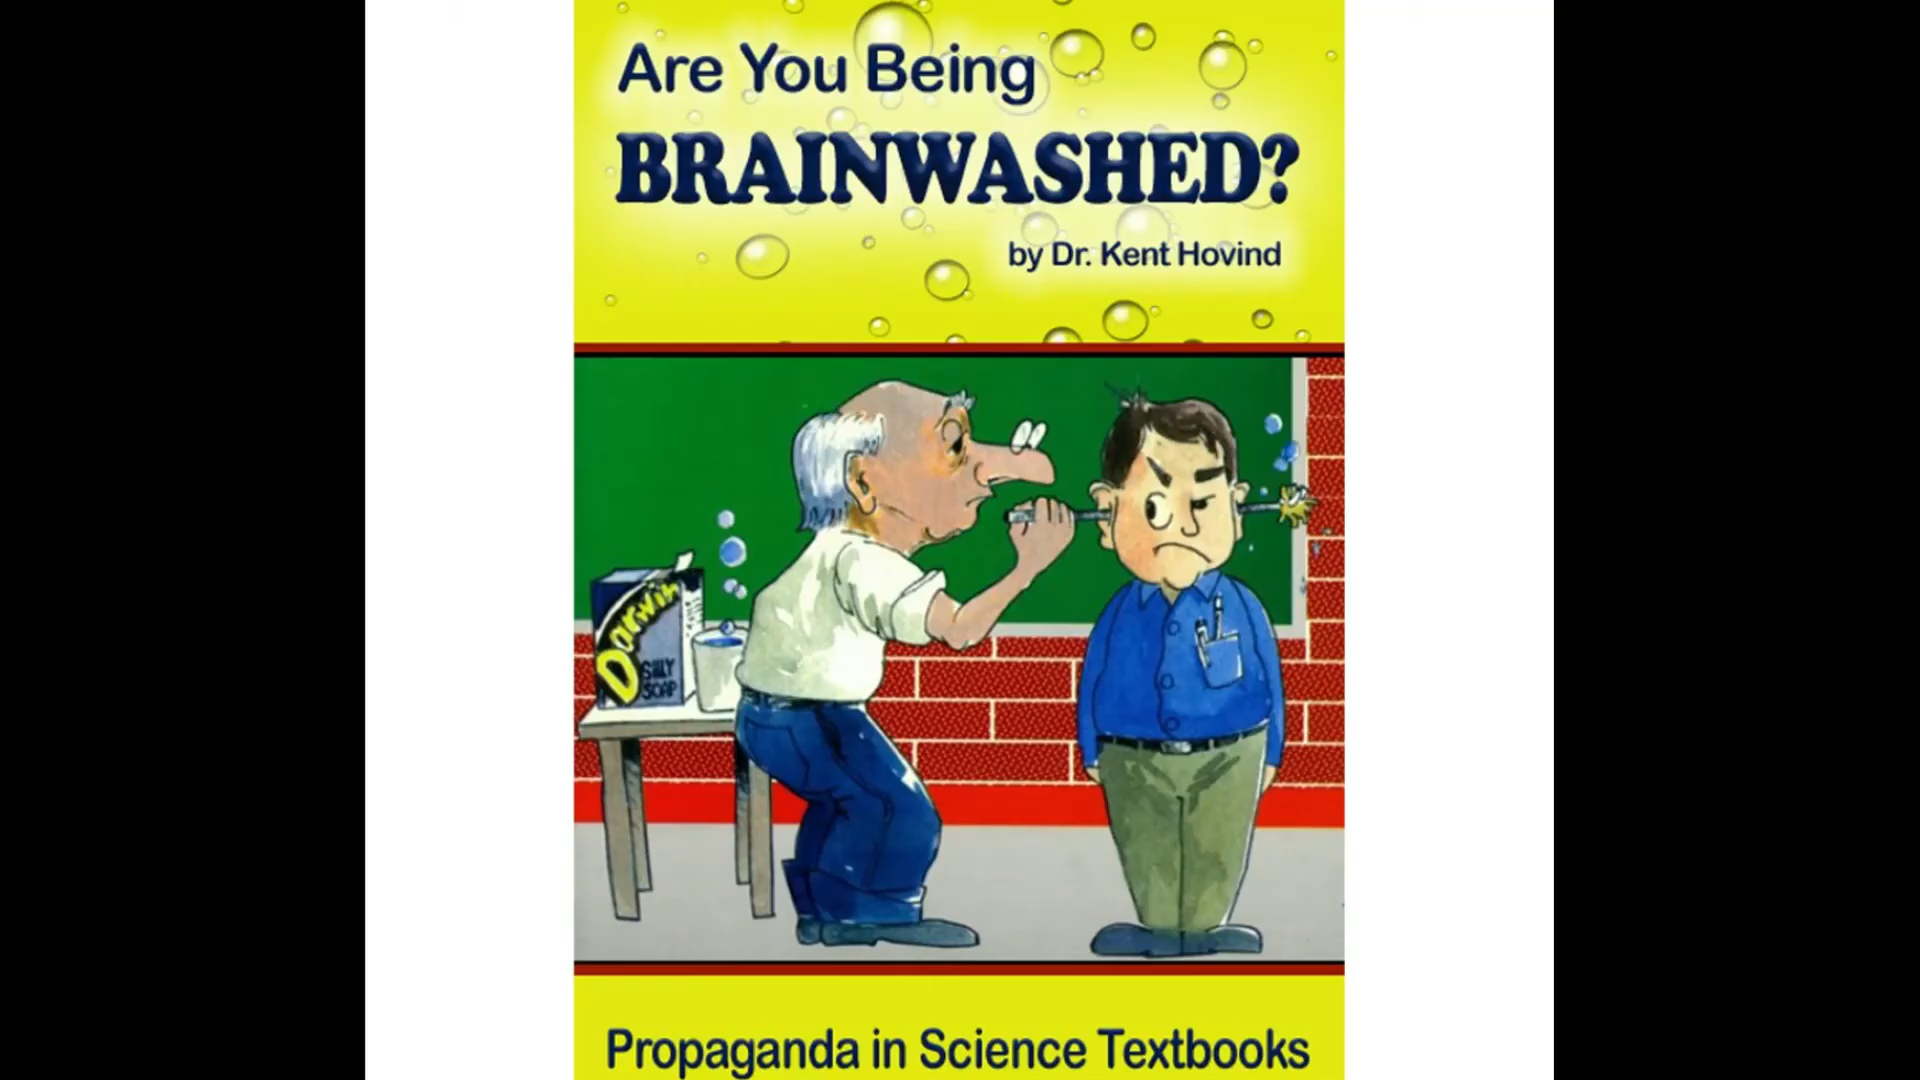 Are You Being
BRAINWASHED?
by Dr. Kent Hovind
Darwin
SILLY
SOAP
Propaganda in Science Textbooks